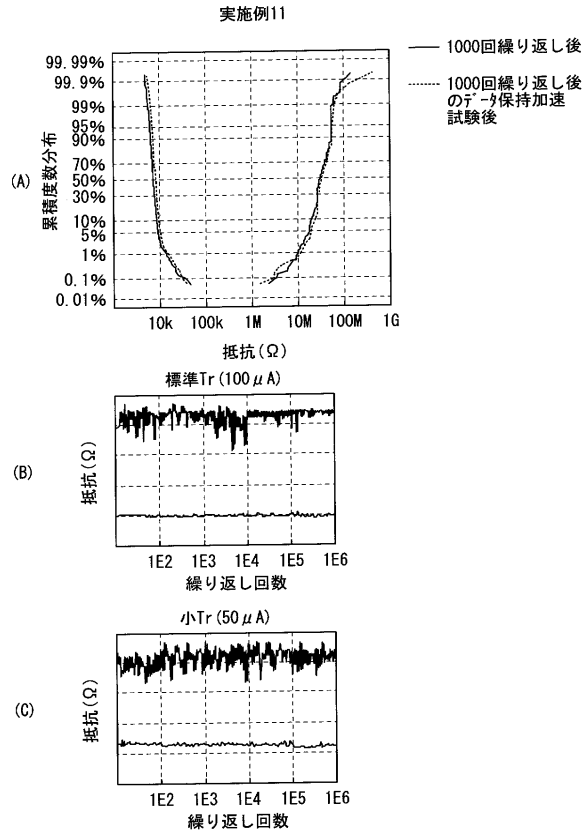 実施例11
1000回繰り返し後
1000回繰り返し後
のデータ保持加速
試験後
(A)
累積度数分布
99.99%
99.9%
99%
95%
90%
70%
50%
30%
10%
5%
1%
0.1%
0.01%
10k 100k 1M 10M 100M 1G
抵抗(Ω)
標準Tr(100μA)
(B)
抵抗(Ω)
1E2 1E3 1E4 1E5 1E6
繰り返し回数
小Tr(50μA)
(C)
抵抗(Ω)
1E2 1E3 1E4 1E5 1E6
繰り返し回数